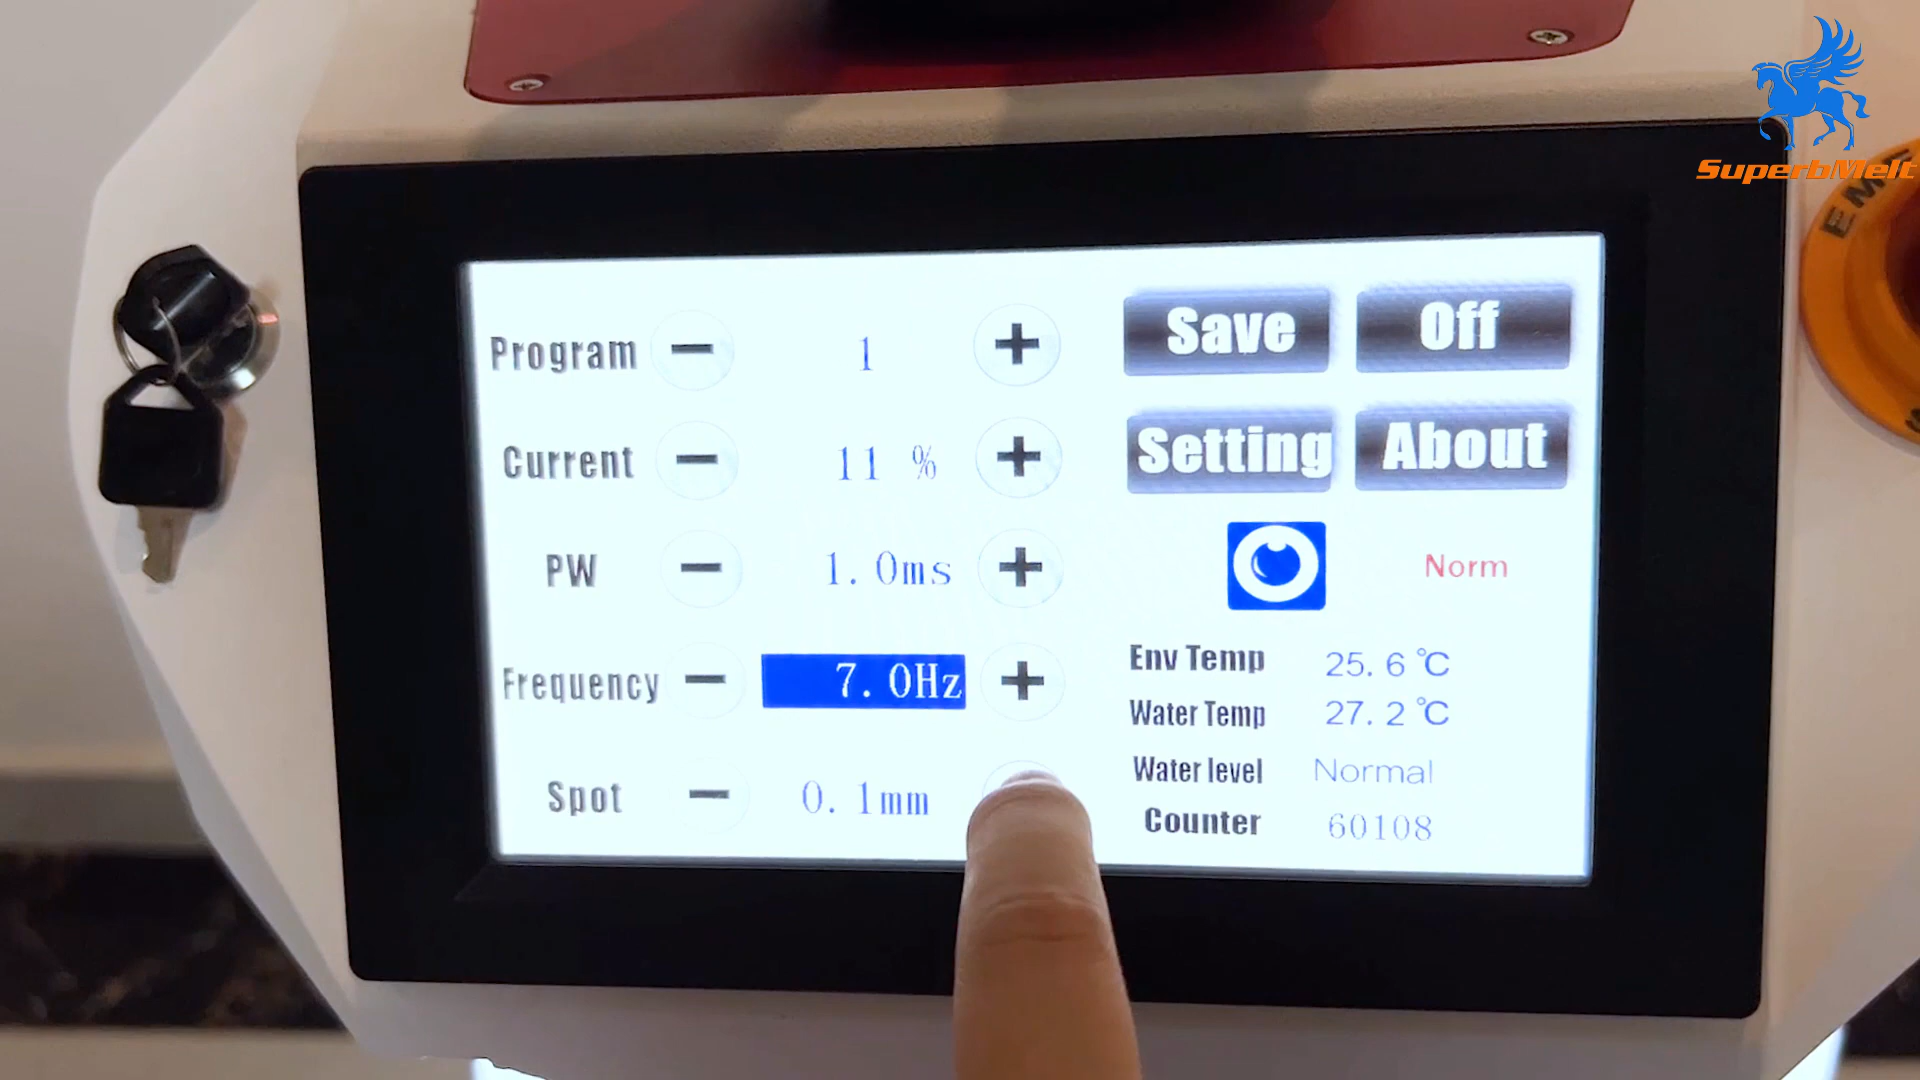 SuperbMelt
EME
Program 1
Save Off
Current 11 %
Setting About
PW 1.0ms
Norm
Frequency 7.0Hz
Env Temp 25.6℃
Water Temp 27.2℃
Spot 0.1mm
Water level Normal
Counter 60108